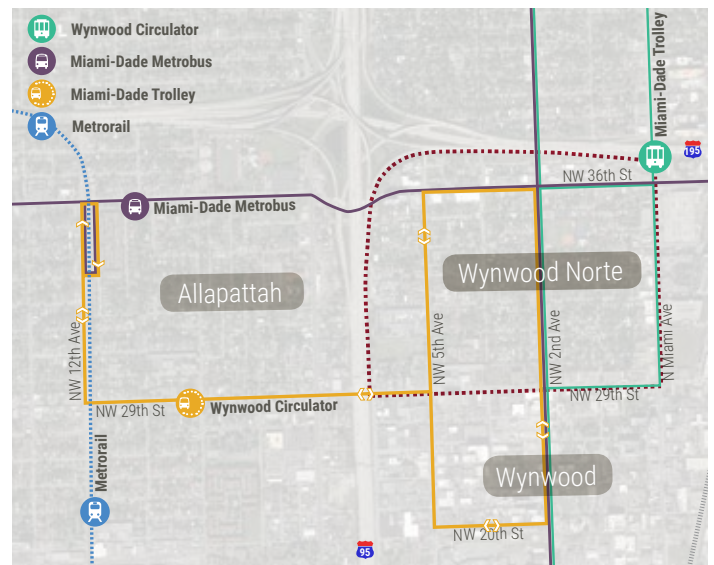 Wynwood Circulator
Miami-Dade Metrobus
Miami-Dade Trolley
Metrorail
Miami-Dade Trolley
195
NW 36th St
Miami-Dade Metrobus
Allapattah
Wynwood Norte
NW 12th Ave
NW 5th Ave
NW 2nd Ave
N Miami Ave
NW 29th St
Wynwood Circulator
NW 29th St
Metrorail
Wynwood
NW 20th St
95